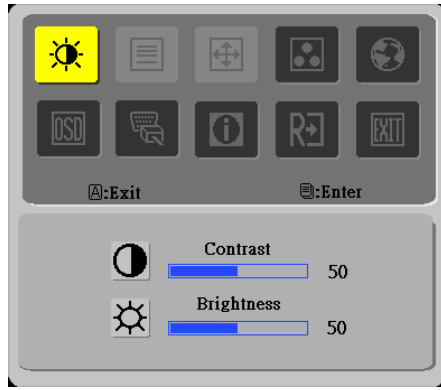 OSD
i
R
EXIT
A:Exit
:Enter
Contrast
50
Brightness
50